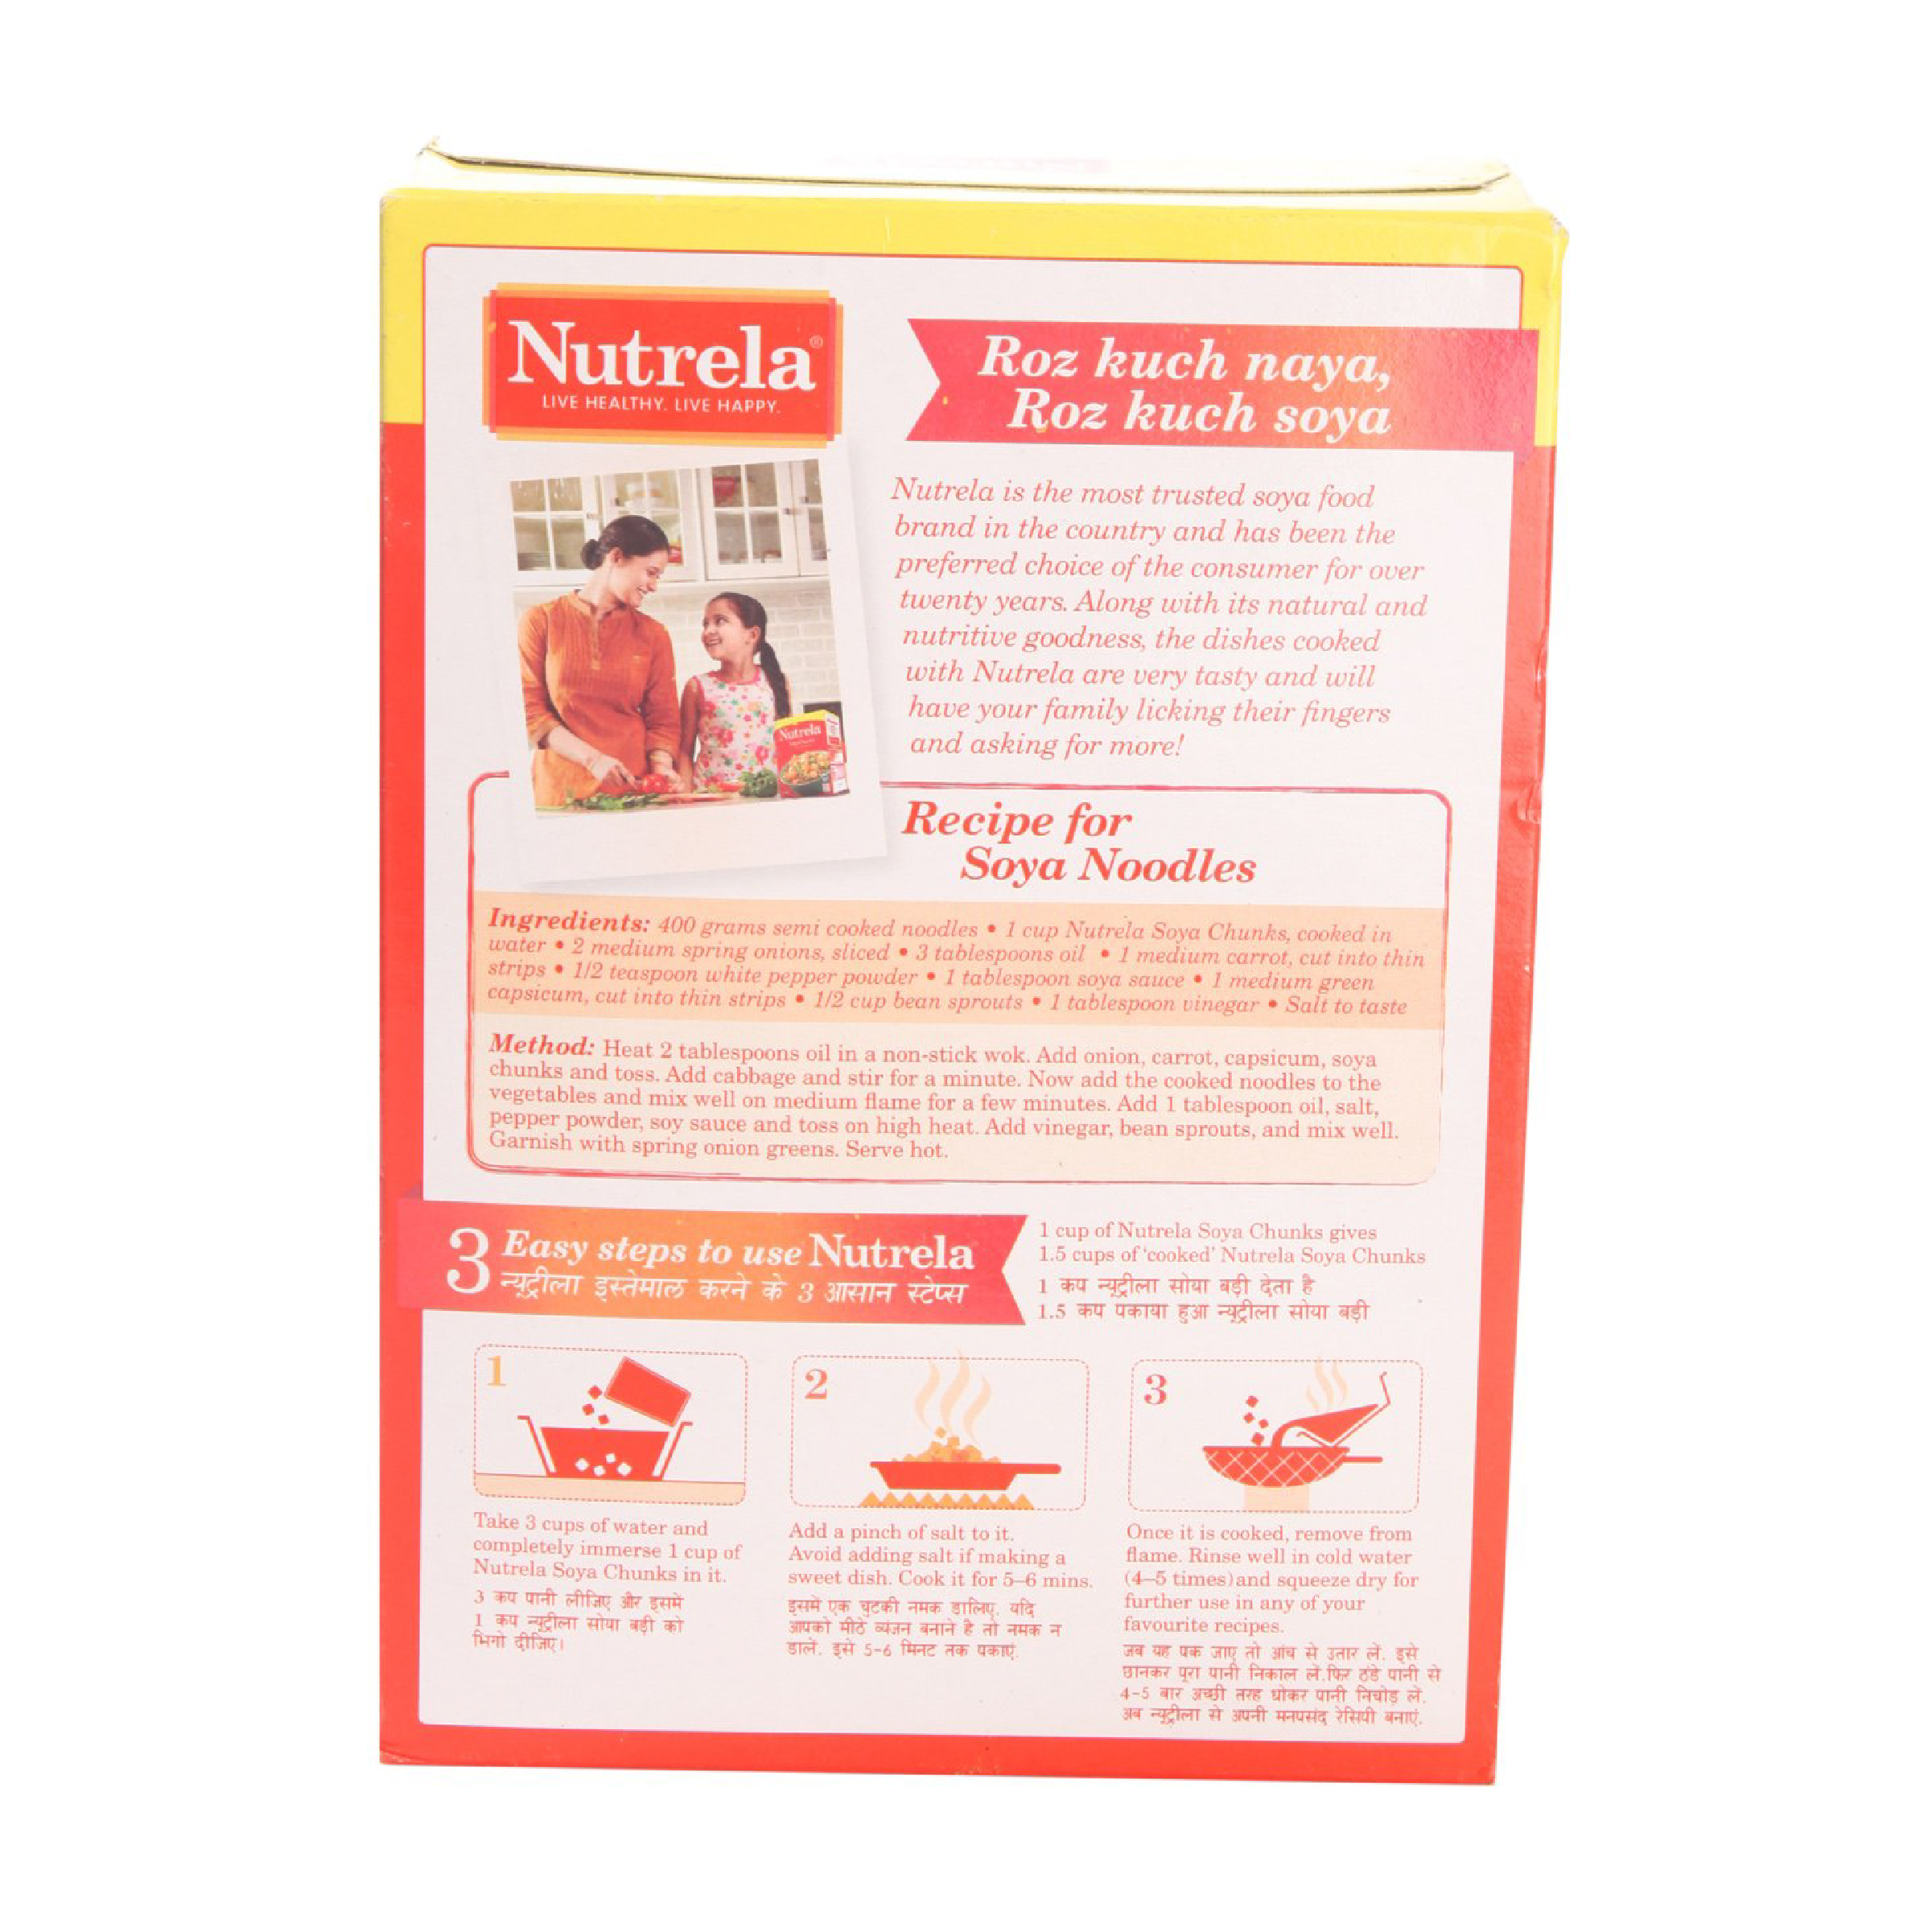 Nutrela®
LIVE HEALTHY. LIVE HAPPY.
Roz kuch naya,
Roz kuch soya
Nutrela is the most trusted soya food
brand in the country and has been the
preferred choice of the consumer for over
twenty years. Along with its natural and
nutritive goodness, the dishes cooked
with Nutrela are very tasty and will
have your family licking their fingers
and asking for more!
Nutrela
Recipe for
Soya Noodles
Ingredients: 400 grams semi cooked noodles • 1 cup Nutrela Soya Chunks, cooked in
water • 2 medium spring onions, sliced • 3 tablespoons oil • 1 medium carrot, cut into thin
strips • 1/2 teaspoon white pepper powder • 1 tablespoon soya sauce • 1 medium green
capsicum, cut into thin strips • 1/2 cup bean sprouts • 1 tablespoon vinegar • Salt to taste
Method: Heat 2 tablespoons oil in a non-stick wok. Add onion, carrot, capsicum, soya
chunks and toss. Add cabbage and stir for a minute. Now add the cooked noodles to the
vegetables and mix well on medium flame for a few minutes. Add 1 tablespoon oil, salt,
pepper powder, soy sauce and toss on high heat. Add vinegar, bean sprouts, and mix well.
Garnish with spring onion greens. Serve hot.
3 Easy steps to use Nutrela
न्यूट्रीला इस्तेमाल करने के 3 आसान स्टेप्स
1 cup of Nutrela Soya Chunks gives
1.5 cups of 'cooked' Nutrela Soya Chunks
1 कप न्यूट्रीला सोया बड़ी देता है
1.5 कप पकाया हुआ न्यूट्रीला सोया बड़ी
1
Take 3 cups of water and
completely immerse 1 cup of
Nutrela Soya Chunks in it.
3 कप पानी लीजिए और इसमें
1 कप न्यूट्रीला सोया बड़ी को
भिगो दीजिए।
2
Add a pinch of salt to it.
Avoid adding salt if making a
sweet dish. Cook it for 5–6 mins.
इसमें एक चुटकी नमक डालिए. यदि
आपको मीठे व्यंजन बनाने है तो नमक न
डालें. इसे 5-6 मिनट तक पकाएं.
3
Once it is cooked, remove from
flame. Rinse well in cold water
(4–5 times) and squeeze dry for
further use in any of your
favourite recipes.
जब यह पक जाए तो आंच से उतार लें. इसे
छानकर पूरा पानी निकाल लें.फिर ठंडे पानी से
4-5 बार अच्छी तरह धोकर पानी निचोड़ लें.
अब न्यूट्रीला से अपनी मनपसंद रेसिपी बनाएं.